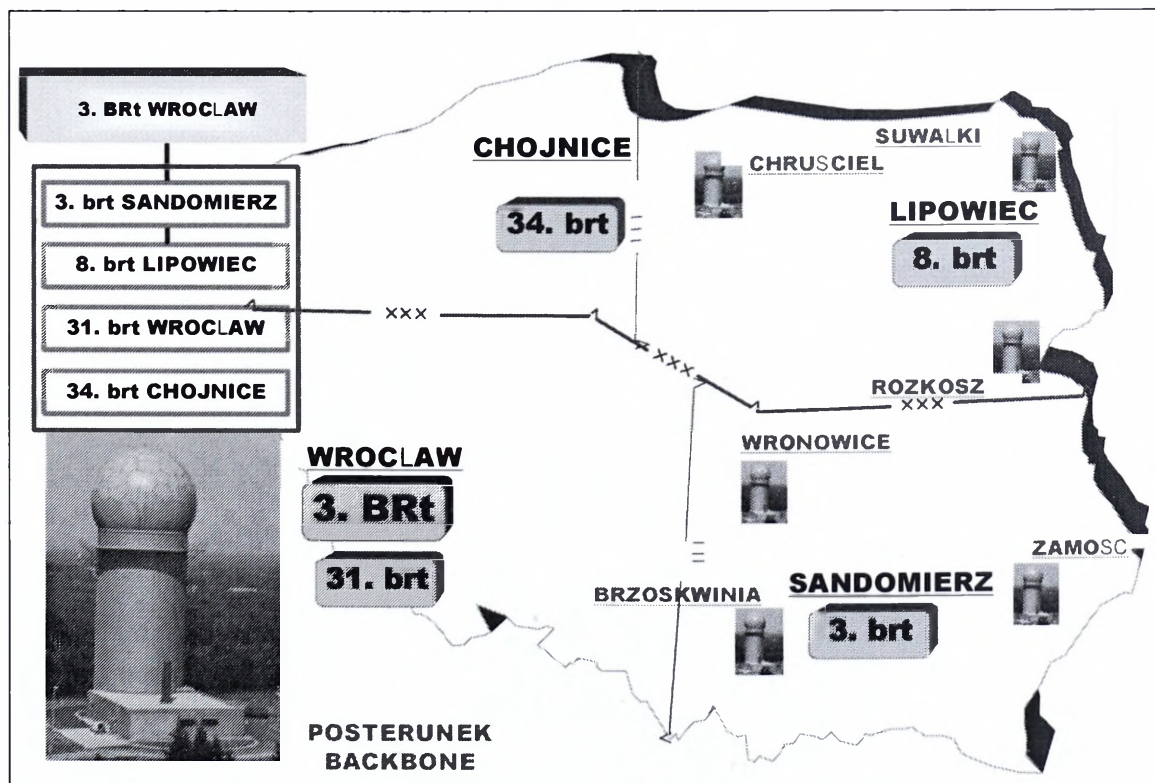 3. BRt WROCLAW
3. brt SANDOMIERZ
8. brt LIPOWIEC
31. brt WROCLAW
34. brt CHOJNICE
CHOJNICE
34. brt
CHRUSCIEL
SUWALKI
LIPOWIEC
8. brt
XXX
XXX
ROZKOSZ
XXX
WRONOWICE
WROCLAW
3. BRt
31. brt
ZAMOSC
BRZOSKWINIA
SANDOMIERZ
3. brt
POSTERUNEK
BACKBONE